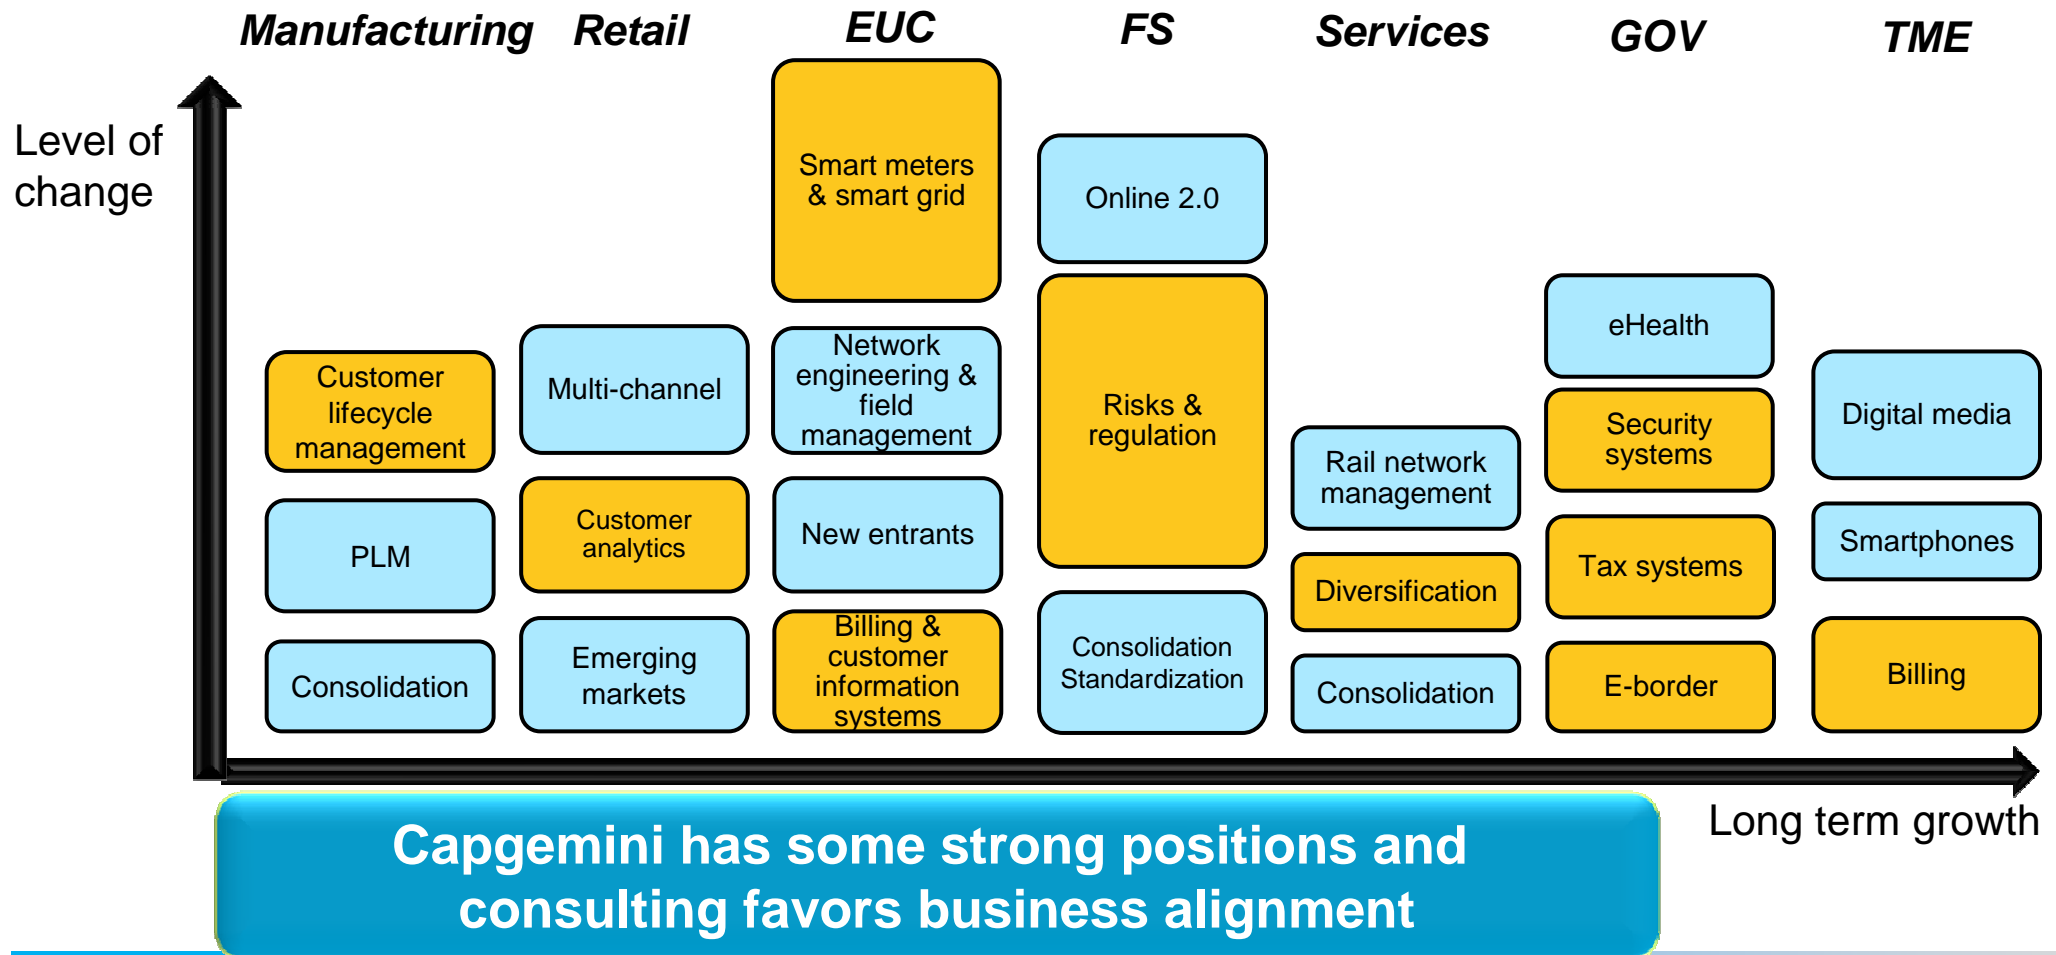 Manufacturing
Retail
EUC
FS
Services
GOV
TME
Level of
change
Customer
lifecycle
management
PLM
Consolidation
Multi-channel
Customer
analytics
Emerging
markets
Smart meters
& smart grid
Network
engineering &
field
management
New entrants
Billing &
customer
information
systems
Online 2.0
Risks &
regulation
Consolidation
Standardization
Rail network
management
Diversification
Consolidation
eHealth
Security
systems
Tax systems
E-border
Digital media
Smartphones
Billing
Long term growth
Capgemini has some strong positions and
consulting favors business alignment